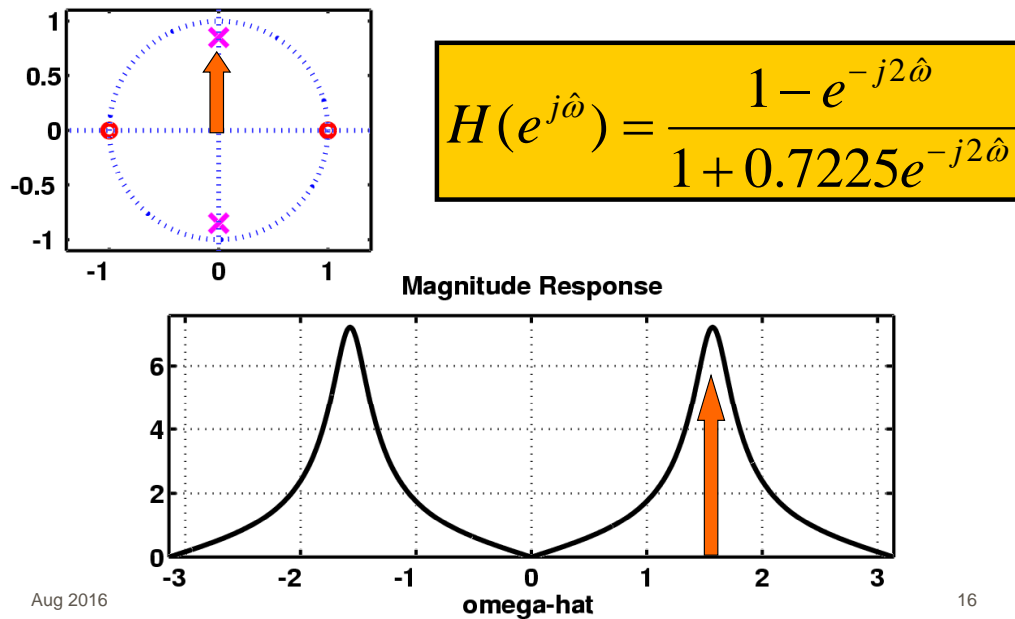 1
0.5
0
-0.5
-1
-1 0 1
H(e^{jω̂}) = \frac{1 - e^{-j2ω̂}}{1 + 0.7225e^{-j2ω̂}}
Magnitude Response
6
4
2
0
-3 -2 -1 0 1 2 3
omega-hat
Aug 2016
16